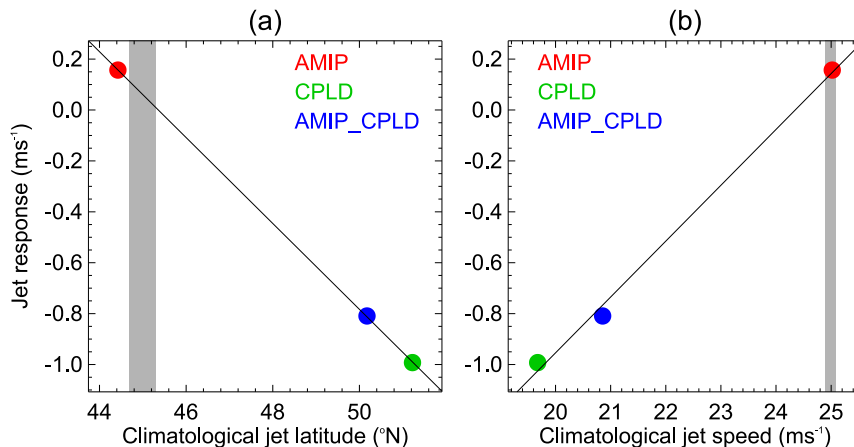 (a)
(b)
Jet response (ms⁻¹)
0.2
0.0
-0.2
-0.4
-0.6
-0.8
-1.0
AMIP
CPLD
AMIP_CPLD
44
46
48
50
Climatological jet latitude (°N)
0.2
0.0
-0.2
-0.4
-0.6
-0.8
-1.0
AMIP
CPLD
AMIP_CPLD
20
21
22
23
24
25
Climatological jet speed (ms⁻¹)